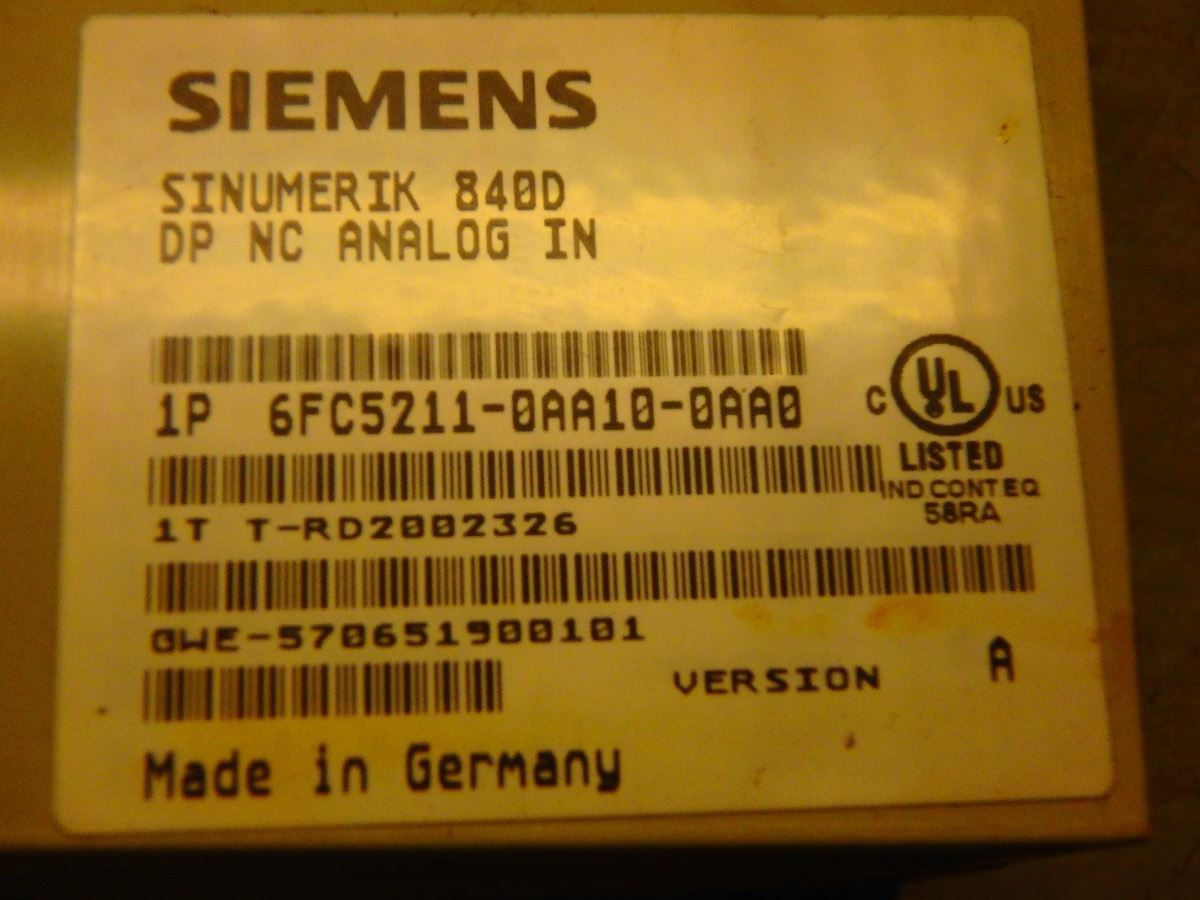 SIEMENS
SINUMERIK 840D
DP NC ANALOG IN
1P 6FC5211-0AA10-0AA0
C UL US
LISTED
IND CONT EQ
58RA
1T T-RD2002326
GWE-570651900101
VERSION A
Made in Germany